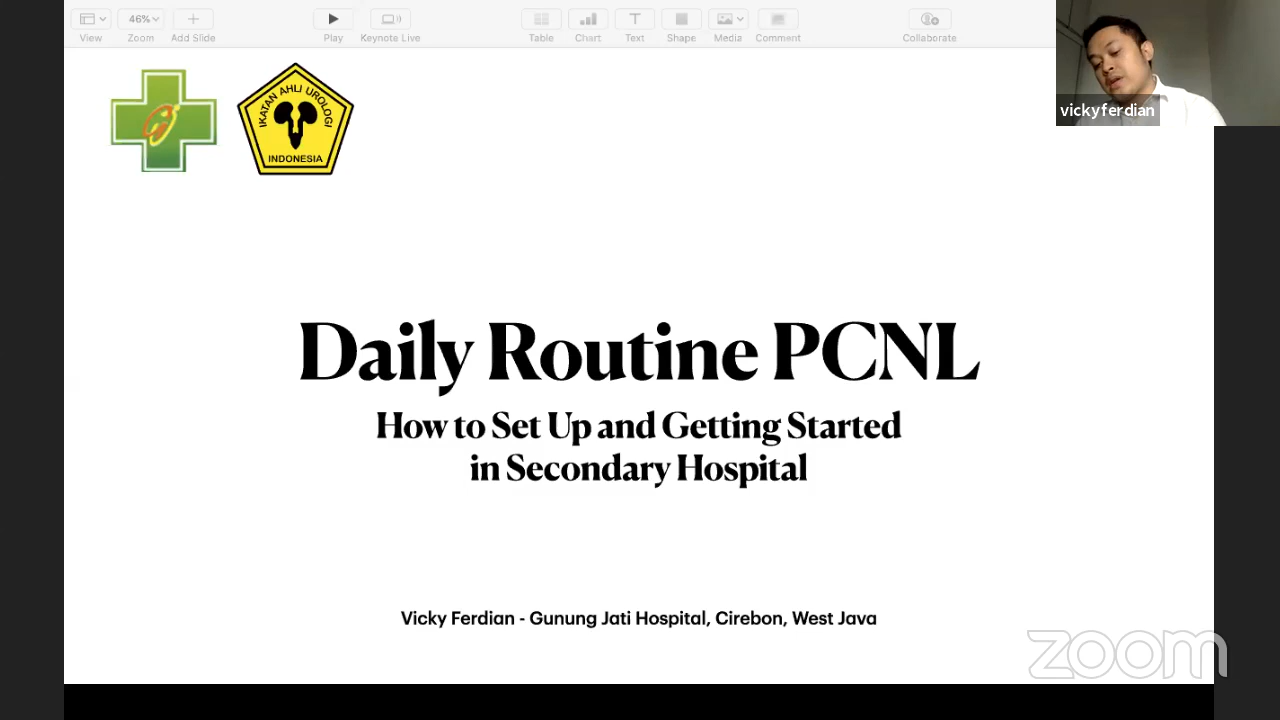 46%
View
Zoom
Add Slide
Play
Keynote Live
Table
Chart
Text
Shape
Media
Comment
Collaborate
vickyferdian
IKATAN AHLI UROLOGI
INDONESIA
Daily Routine PCNL
How to Set Up and Getting Started
in Secondary Hospital
Vicky Ferdian - Gunung Jati Hospital, Cirebon, West Java
zoom